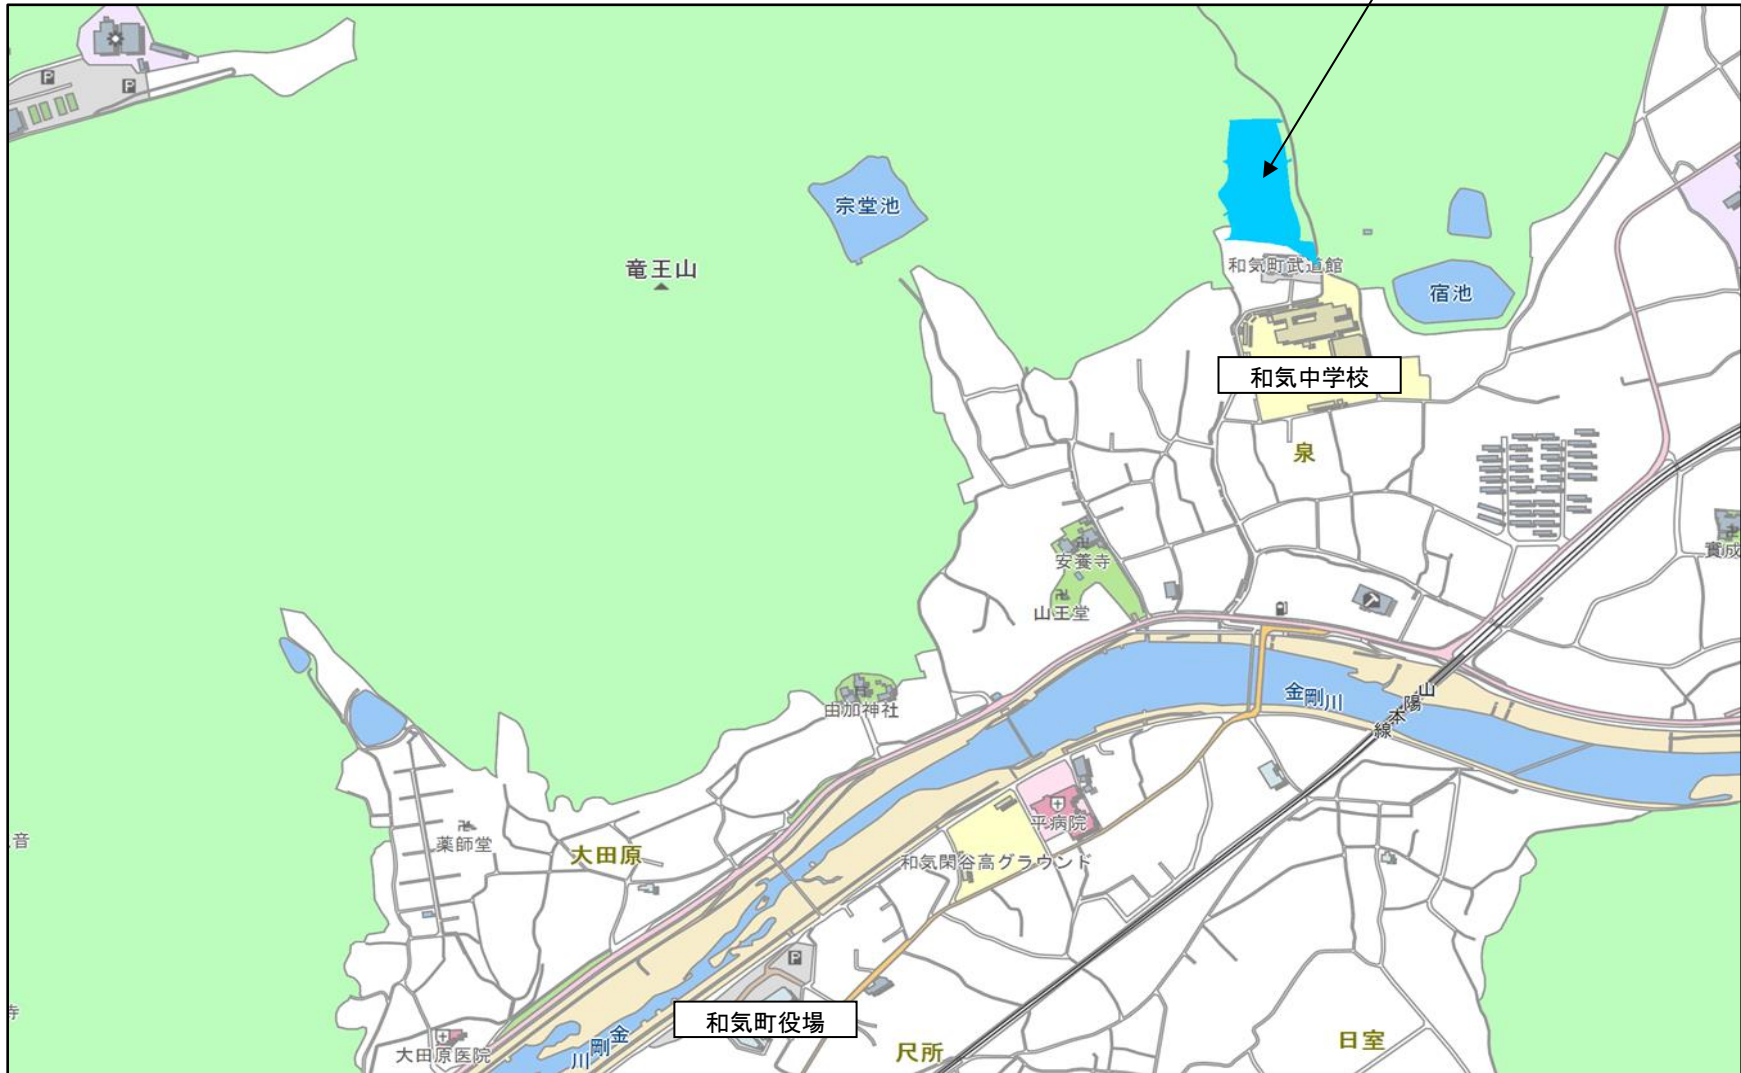 P
P
宗堂池
竜王山
和気町武道館
宿池
和気中学校
泉
安養寺
實成
山王堂
由加神社
金剛川
山陽本線
平病院
音
薬師堂
大田原
和気閑谷高グラウンド
P
寺
和気町役場
金剛川
大田原医院
尺所
日室